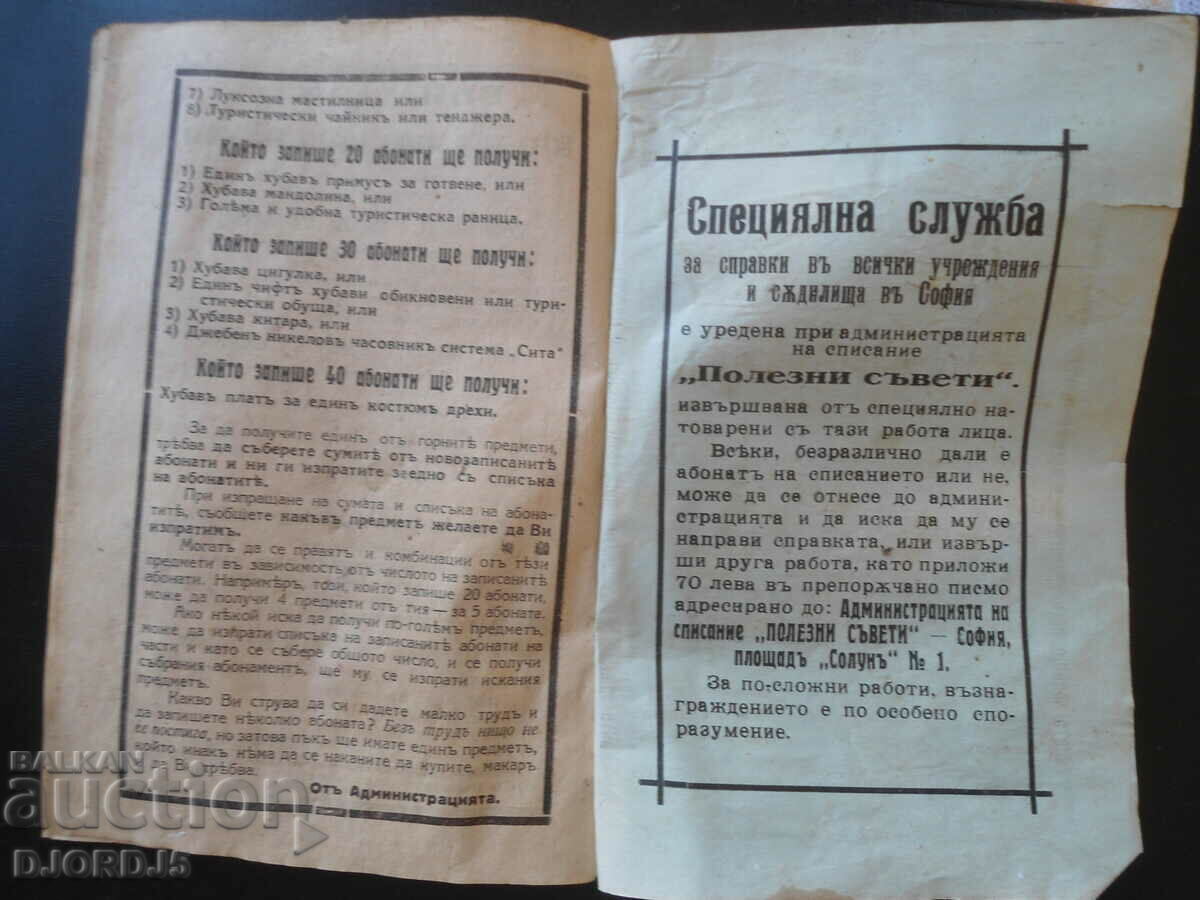 7) Луксозна мастилница или
8) Туристически чайникъ или тенажера.
Който запише 20 абонати ще получи:
1) Единъ хубавъ примусъ за готвене, или
2) Хубава мандолина, или
3) Голѣма и удобна туристическа раница.
Който запише 30 абонати ще получи:
1) Хубава цигулка, или
2) Единъ чифтъ хубави обикновени или тури-
стически обуща, или
3) Хубава китара, или
4) Джебенъ никеловъ часовникъ система „Сита“
Който запише 40 абонати ще получи:
Хубавъ платъ за единъ костюмъ дрехи.
За да получите единъ отъ горнитѣ предмети,
трѣбва да съберете сумитѣ отъ новозаписанитѣ
абонати и ни ги изпратите заедно съ списъка
на абонатитѣ.
При изпращане на сумата и списъка на абона-
титѣ, съобщете какъвъ предметъ желаете да Ви
изпратимъ.
Могатъ да се правятъ и комбинации отъ тѣзи
предмети въ зависимость отъ числото на записанитѣ
абонати. Напримѣръ, този, който запише 20 абонати,
може да получи 4 предмети отъ тия — за 5 абоната.
Ако нѣкой иска да получи по-голѣмъ предметъ,
може да изпрати списъка на записанитѣ абонати на
части и като се събере общото число, и се получи
събрания абонаментъ, ще му се изпрати искания
предметъ.
Какво Ви струва да си дадете малко трудъ и
да запишете нѣколко абоната? Безъ трудъ нищо не
се постига, но затова пъкъ ще имате единъ предметъ,
който инакъ нѣма да се наканите да купите, макаръ
да Ви трѣбва.
Отъ Администрацията.
Специялна служба
за справки въ всички учреждения
и сѫдилища въ София
е уредена при администрацията
на списание
„Полезни съвети“.
извършвана отъ специялно на-
товарени съ тази работа лица.
Всѣки, безразлично дали е
абонатъ на списанието или не,
може да се отнесе до админи-
страцията и да иска да му се
направи справката, или извър-
ши друга работа, като приложи
70 лева въ препорѫчано писмо
адресирано до: Администрацията на
списание „ПОЛЕЗНИ СЪВЕТИ“ — София,
площадъ „Солунъ“ № 1.
За по-сложни работи, възна-
граждението е по особено спо-
разумение.
BALKAN
auction
DJORDJ5